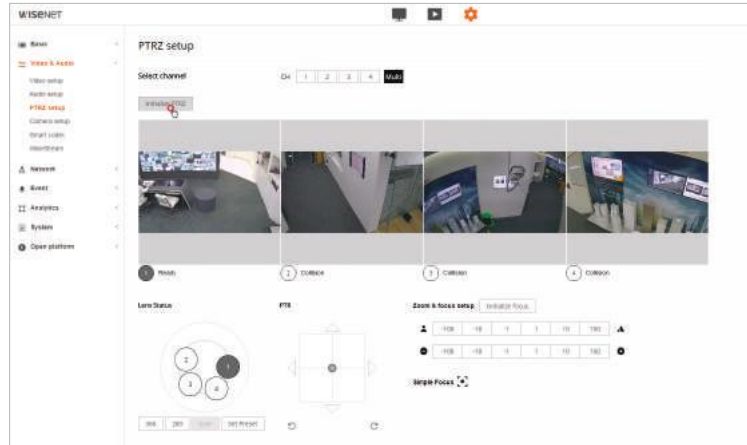 WISENET
Basic
Video & Audio
Video setup
Audio setup
PTRZ setup
Camera setup
Smart codec
WiseStream
Network
Event
Analytics
System
Open platform
PTRZ setup
Select channel
CH 1 2 3 4 Multi
Initialize PTRZ
1 Ready
2 Collision
3 Collision
4 Collision
Lens Status
2
1
3
4
Set Preset
PTR
Zoom & focus setup
Initialize Focus
-100 -10 -1 1 10 100
-100 -10 -1 1 10 100
Simple Focus